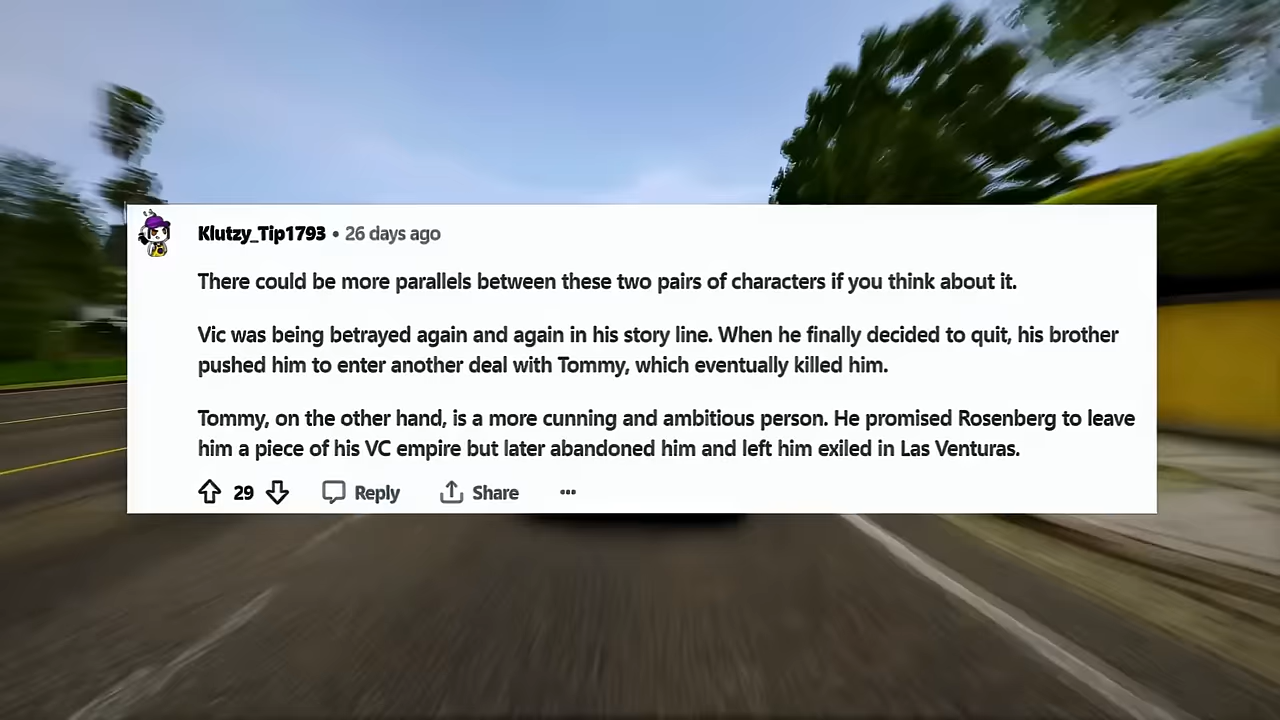 Klutzy_Tip1793 • 26 days ago
There could be more parallels between these two pairs of characters if you think about it.
Vic was being betrayed again and again in his story line. When he finally decided to quit, his brother
pushed him to enter another deal with Tommy, which eventually killed him.
Tommy, on the other hand, is a more cunning and ambitious person. He promised Rosenberg to leave
him a piece of his VC empire but later abandoned him and left him exiled in Las Venturas.
29 Reply Share •••